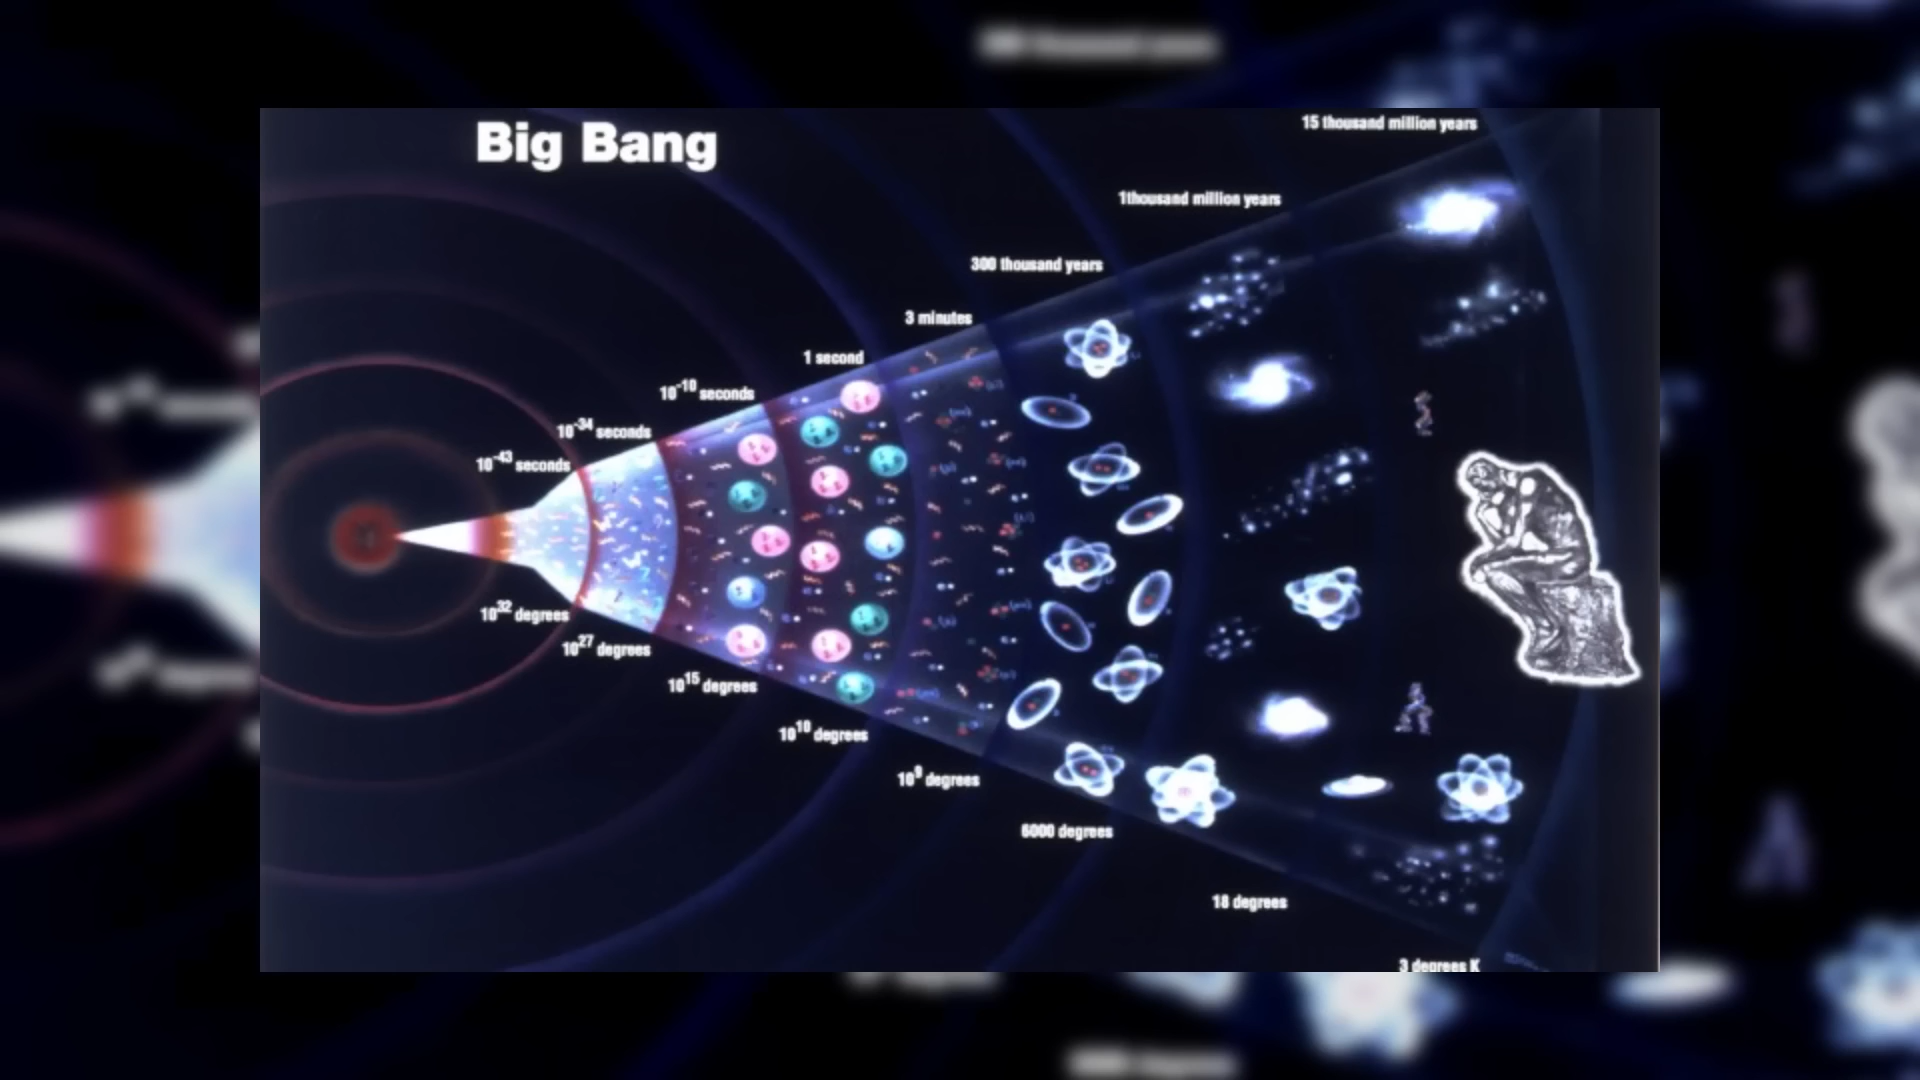 Big Bang
15 thousand million years
1thousand million years
300 thousand years
3 minutes
1 second
10⁻¹⁰ seconds
10⁻³⁴ seconds
10⁻⁴³ seconds
10³² degrees
10²⁷ degrees
10¹⁵ degrees
10¹⁰ degrees
10⁹ degrees
6000 degrees
18 degrees
3 degrees K